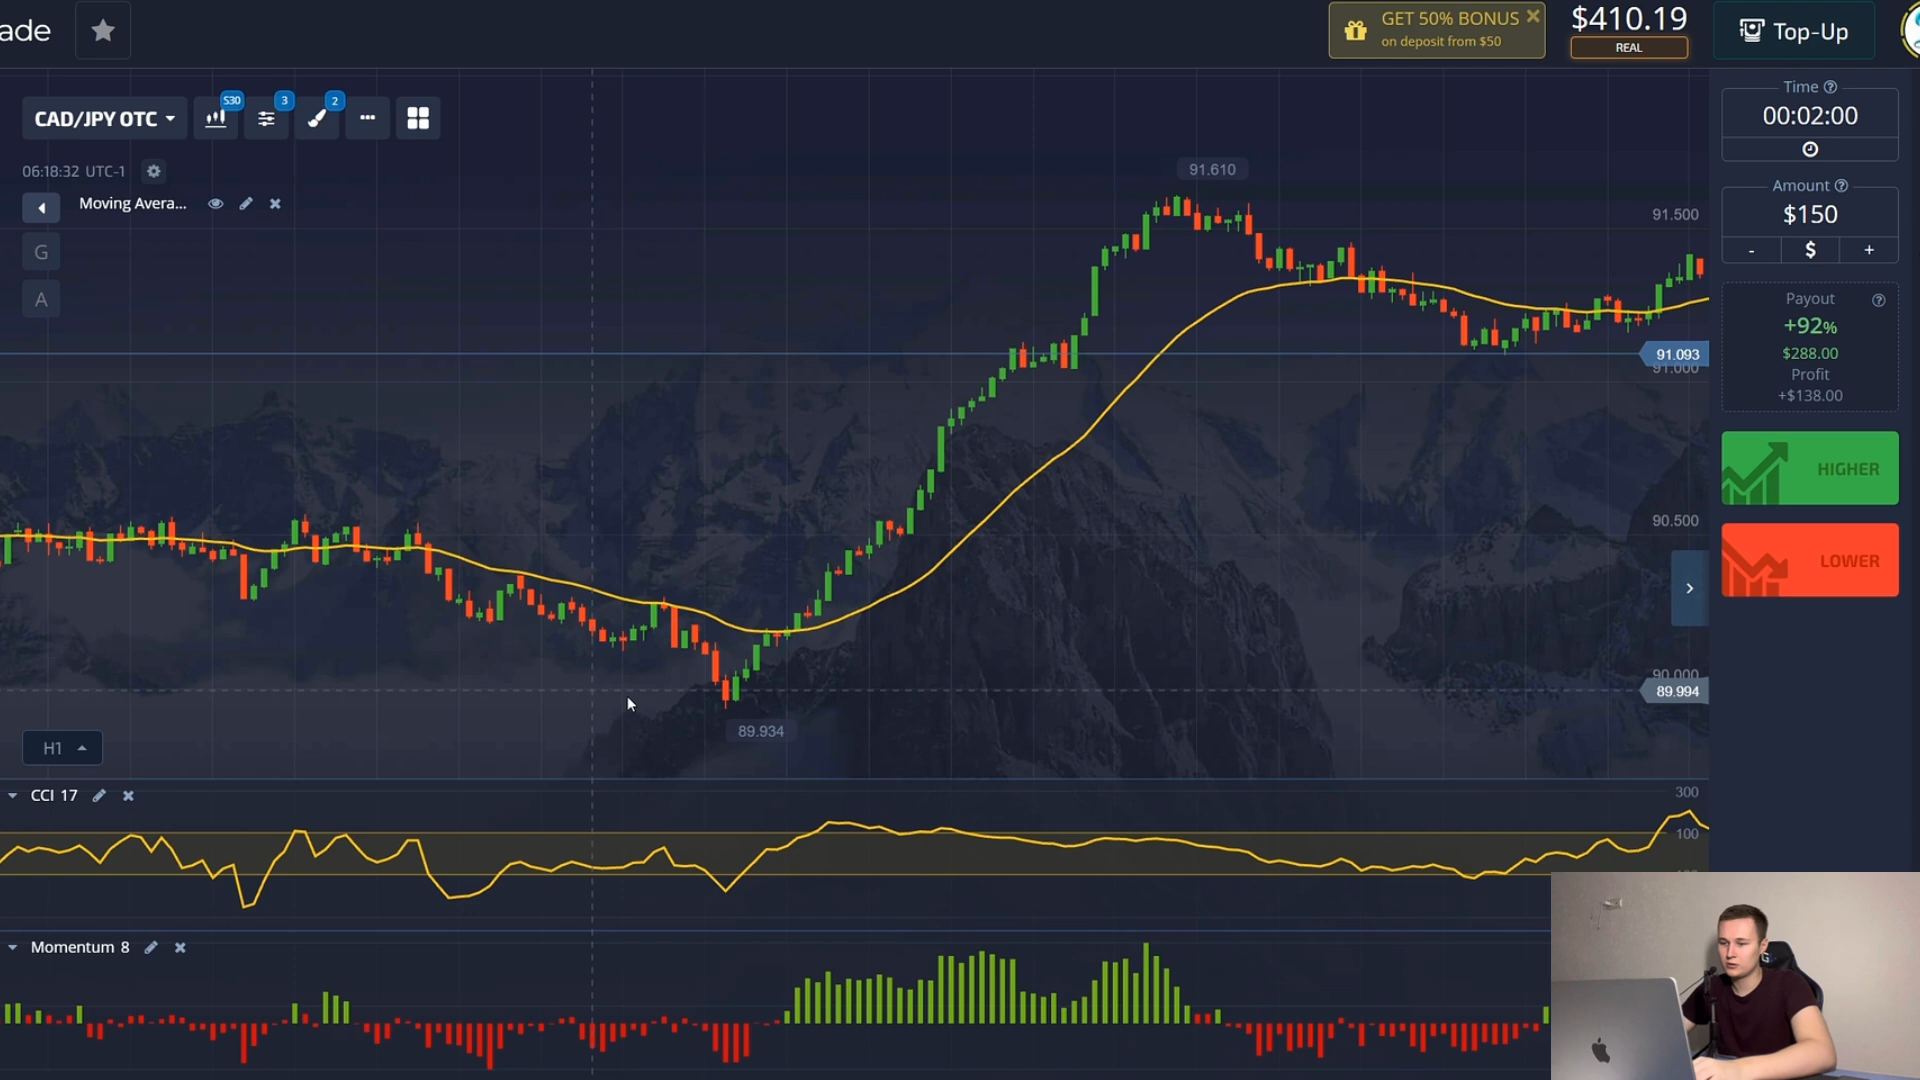 ade
GET 50% BONUS
on deposit from $50
$410.19
REAL
Top-Up
CAD/JPY OTC
S30
3
2
06:18:32 UTC-1
Moving Avera...
G
A
91.610
91.500
91.093
91.000
90.500
90.000
89.994
89.934
Time
00:02:00
Amount
$150
-
$
+
Payout
+92%
$288.00
Profit
+$138.00
HIGHER
LOWER
H1
CCI 17
300
100
Momentum 8